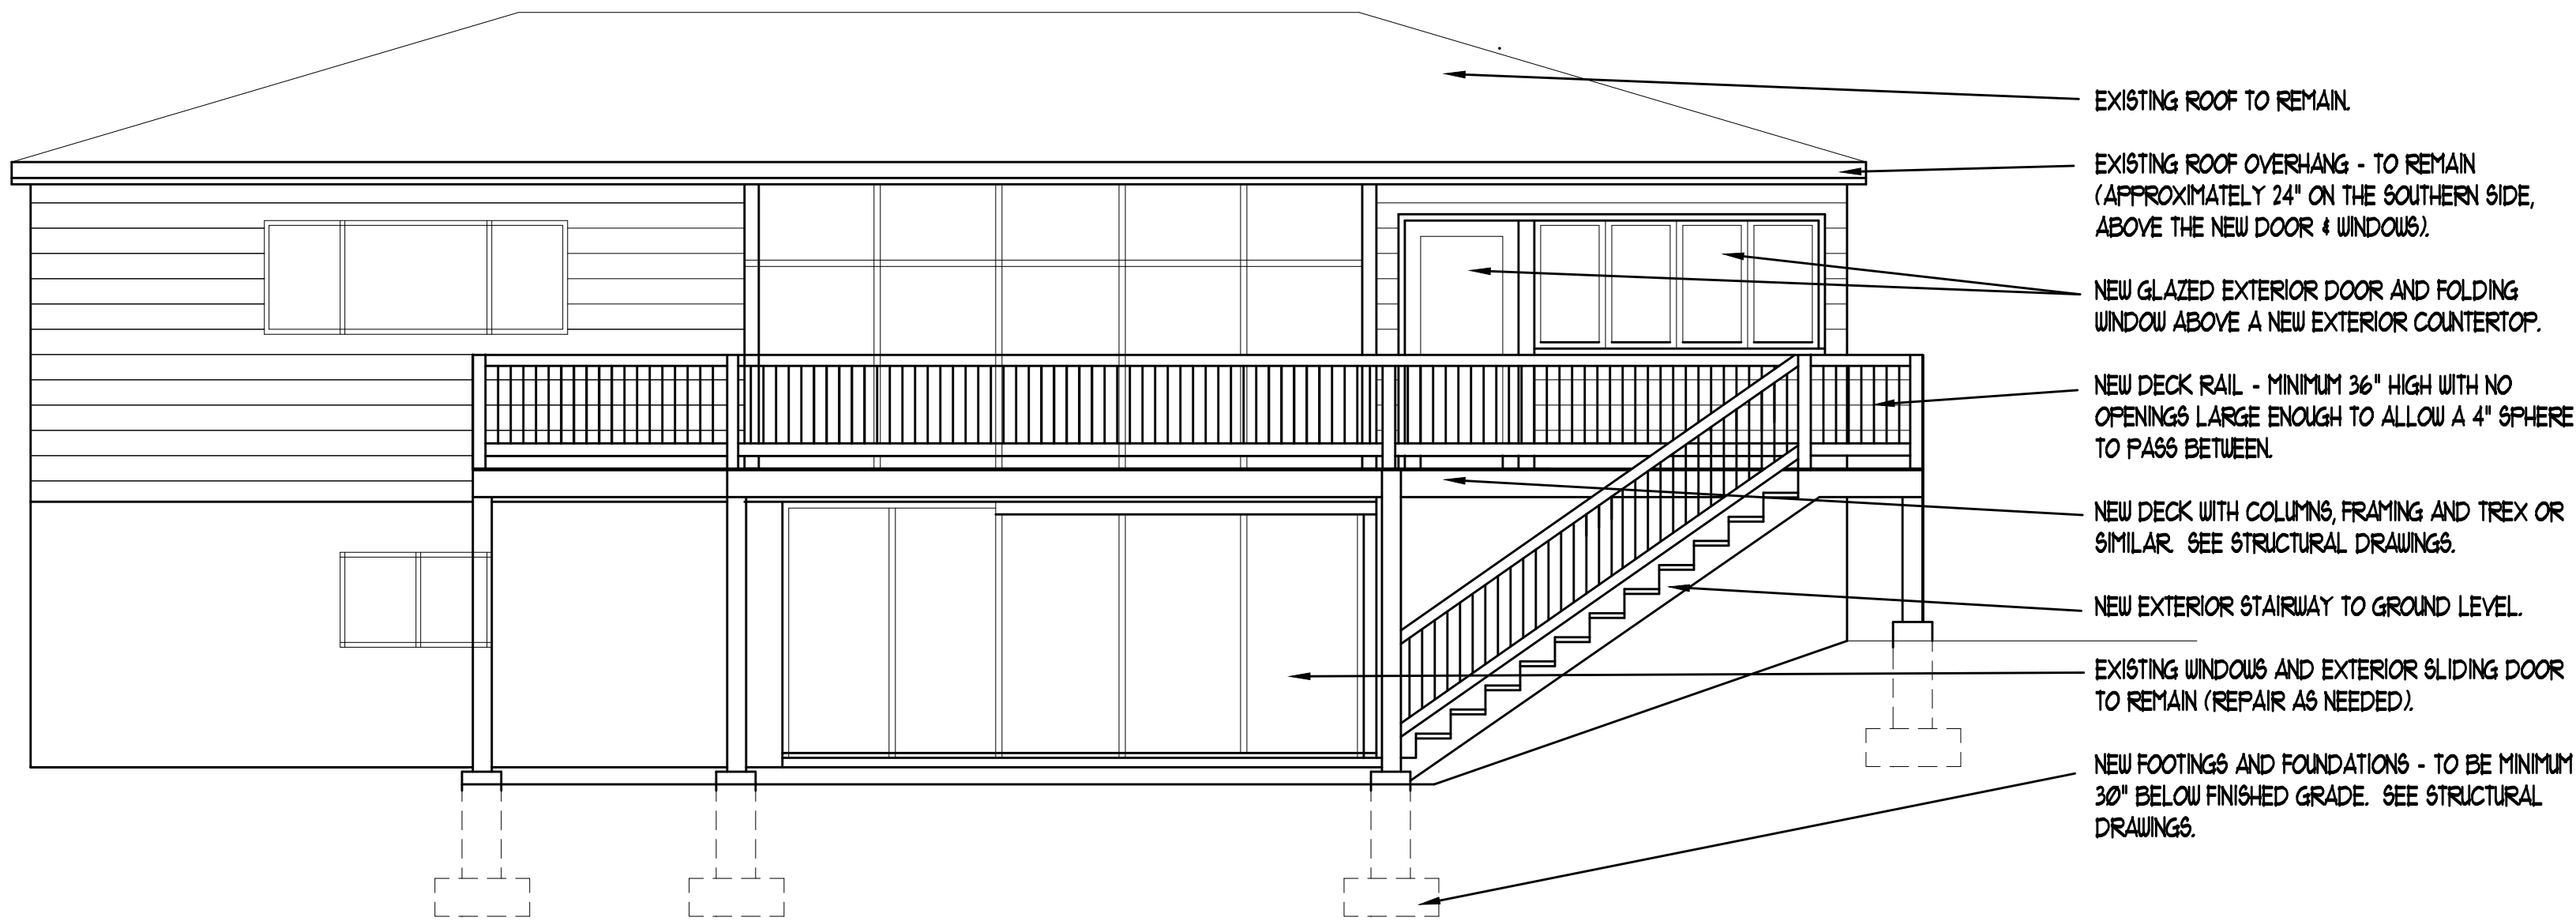 EXISTING ROOF TO REMAIN.
EXISTING ROOF OVERHANG - TO REMAIN
(APPROXIMATELY 24" ON THE SOUTHERN SIDE,
ABOVE THE NEW DOOR & WINDOWS).
NEW GLAZED EXTERIOR DOOR AND FOLDING
WINDOW ABOVE A NEW EXTERIOR COUNTERTOP.
NEW DECK RAIL - MINIMUM 36" HIGH WITH NO
OPENINGS LARGE ENOUGH TO ALLOW A 4" SPHERE
TO PASS BETWEEN.
NEW DECK WITH COLUMNS, FRAMING AND TREX OR
SIMILAR. SEE STRUCTURAL DRAWINGS.
NEW EXTERIOR STAIRWAY TO GROUND LEVEL.
EXISTING WINDOWS AND EXTERIOR SLIDING DOOR
TO REMAIN (REPAIR AS NEEDED).
NEW FOOTINGS AND FOUNDATIONS - TO BE MINIMUM
30" BELOW FINISHED GRADE. SEE STRUCTURAL
DRAWINGS.